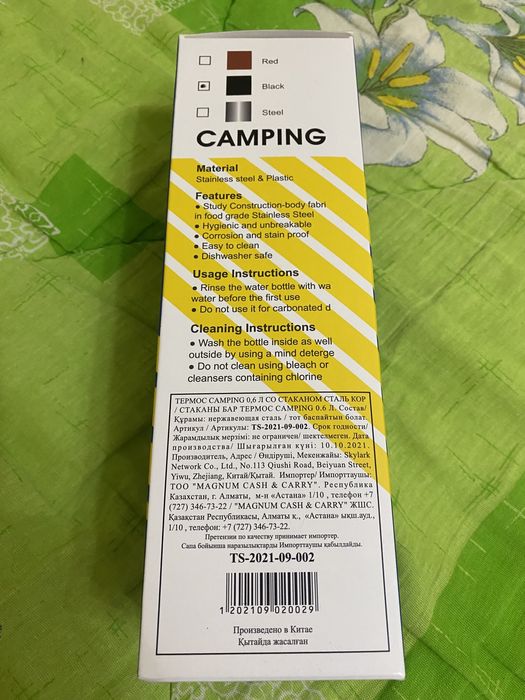 Red
Black
Steel
CAMPING
Material
Stainless steel & Plastic
Features
● Study Construction-body fabri
in food grade Stainless Steel
● Hygienic and unbreakable
● Corrosion and stain proof
● Easy to clean
● Dishwasher safe
Usage Instructions
● Rinse the water bottle with wa
water before the first use
● Do not use it for carbonated d
Cleaning Instructions
● Wash the bottle inside as well
outside by using a mind deterge
● Do not clean using bleach or
cleansers containing chlorine
ТЕРМОС CAMPING 0,6 Л СО СТАКАНОМ СТАЛЬ КОР
/ СТАКАНЫ БАР ТЕРМОС CAMPING 0.6 Л. Состав/
Құрамы: нержавеющая сталь / тот баспайтын болат.
Артикул / Артикулы: TS-2021-09-002. Срок годности/
Жарамдылық мерзімі: не ограничен/ шектелмеген. Дата
производства/ Шығарылған күні: 10.10.2021.
Производитель, Адрес / Өндіруші, Мекенжайы: Skylark
Network Co., Ltd., No.113 Qiushi Road, Beiyuan Street,
Yiwu, Zhejiang, Китай/Қытай. Импортер/ Импорттаушы:
ТОО "MAGNUM CASH & CARRY". Республика
Казахстан, г. Алматы, м-н «Астана» 1/10 , телефон +7
(727) 346-73-22 / "MAGNUM CASH & CARRY" ЖШС.
Қазақстан Республикасы, Алматы қ., «Астана» ықш.ауд.,
1/10 , телефон: +7 (727) 346-73-22.
Претензии по качеству принимает импортер.
Сапа бойынша наразылықтарды Импорттаушы қабылдайды.
TS-2021-09-002
1202109020029
Произведено в Китае
Қытайда жасалған